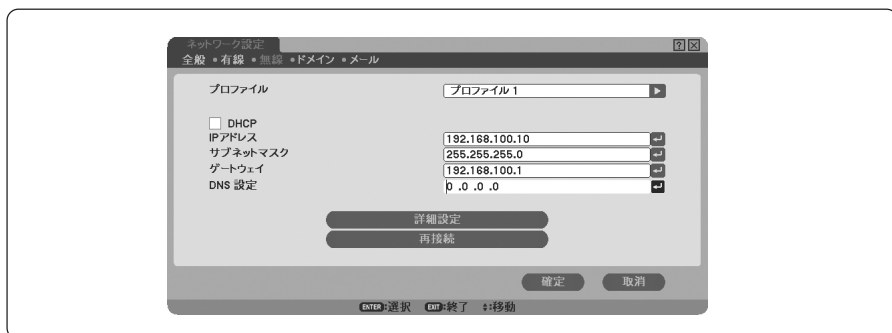 ネットワーク設定
全般 ●有線 ●無線 ●ドメイン ●メール
プロファイル プロファイル 1
DHCP
IPアドレス 192.168.100.10
サブネットマスク 255.255.255.0
ゲートウェイ 192.168.100.1
DNS 設定 0 .0 .0 .0
詳細設定
再接続
確定 取消
ENTER:選択 EXIT:終了 :移動